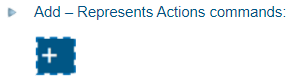 Add – Represents Actions commands:
+